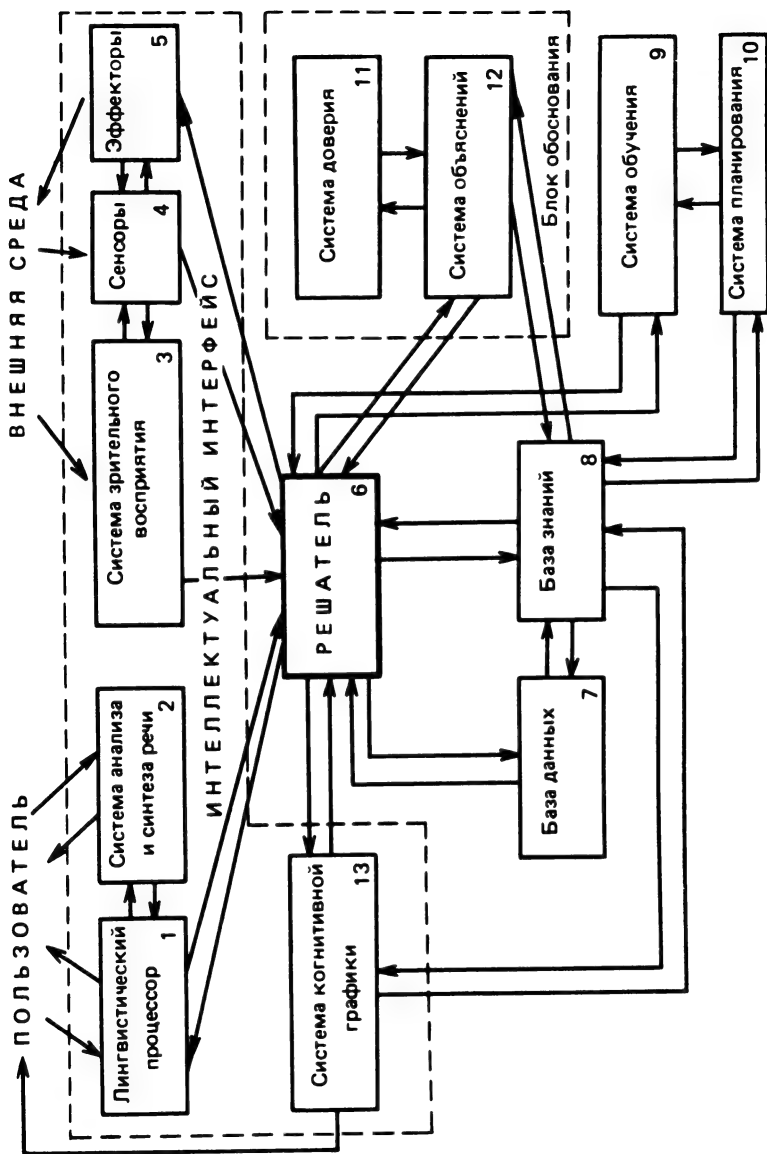 ПОЛЬЗОВАТЕЛЬ
ВНЕШНЯЯ СРЕДА
Лингвистический
процессор
1
Система анализа
и синтеза речи
2
Система зрительного
восприятия
3
Сенсоры
4
Эффекторы
5
ИНТЕЛЛЕКТУАЛЬНЫЙ ИНТЕРФЕЙС
Система когнитивной
графики
13
РЕШАТЕЛЬ
6
Система доверия
11
Система объяснений
12
Блок обоснования
База данных
7
База знаний
8
Система обучения
9
Система планирования
10